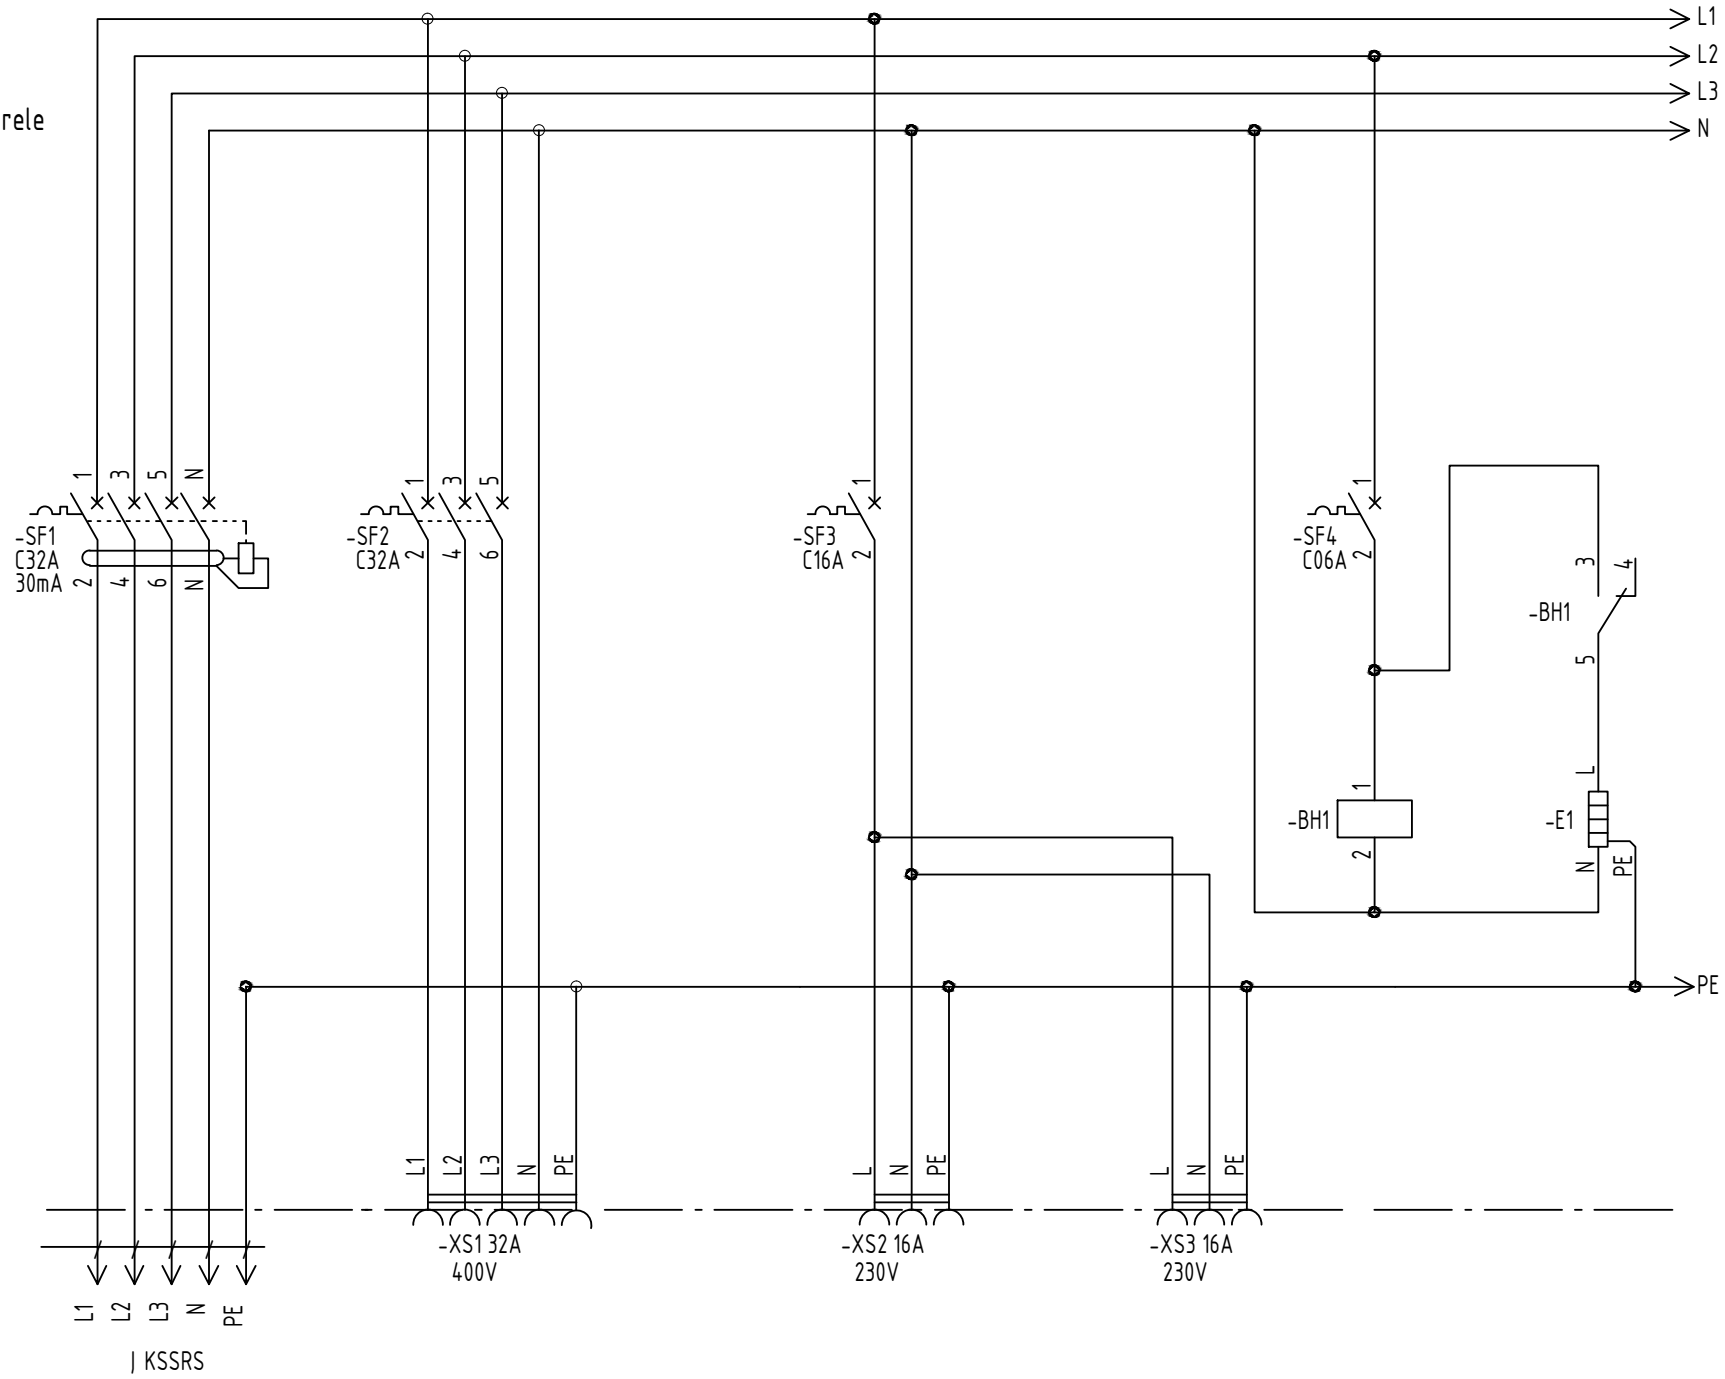 L1
L2
L3
N
rele
1 3 5 N
-SF1
C32A
30mA
2 4 6 N
1 3 5
-SF2
C32A
2 4 6
1
-SF3
C16A
2
1
-SF4
C06A
2
3 4
-BH1
5
1
-BH1
2
L
-E1
N PE
PE
L1 L2 L3 N PE
-XS1 32A
400V
L N PE
-XS2 16A
230V
L N PE
-XS3 16A
230V
L1 L2 L3 N PE
J KSSRS